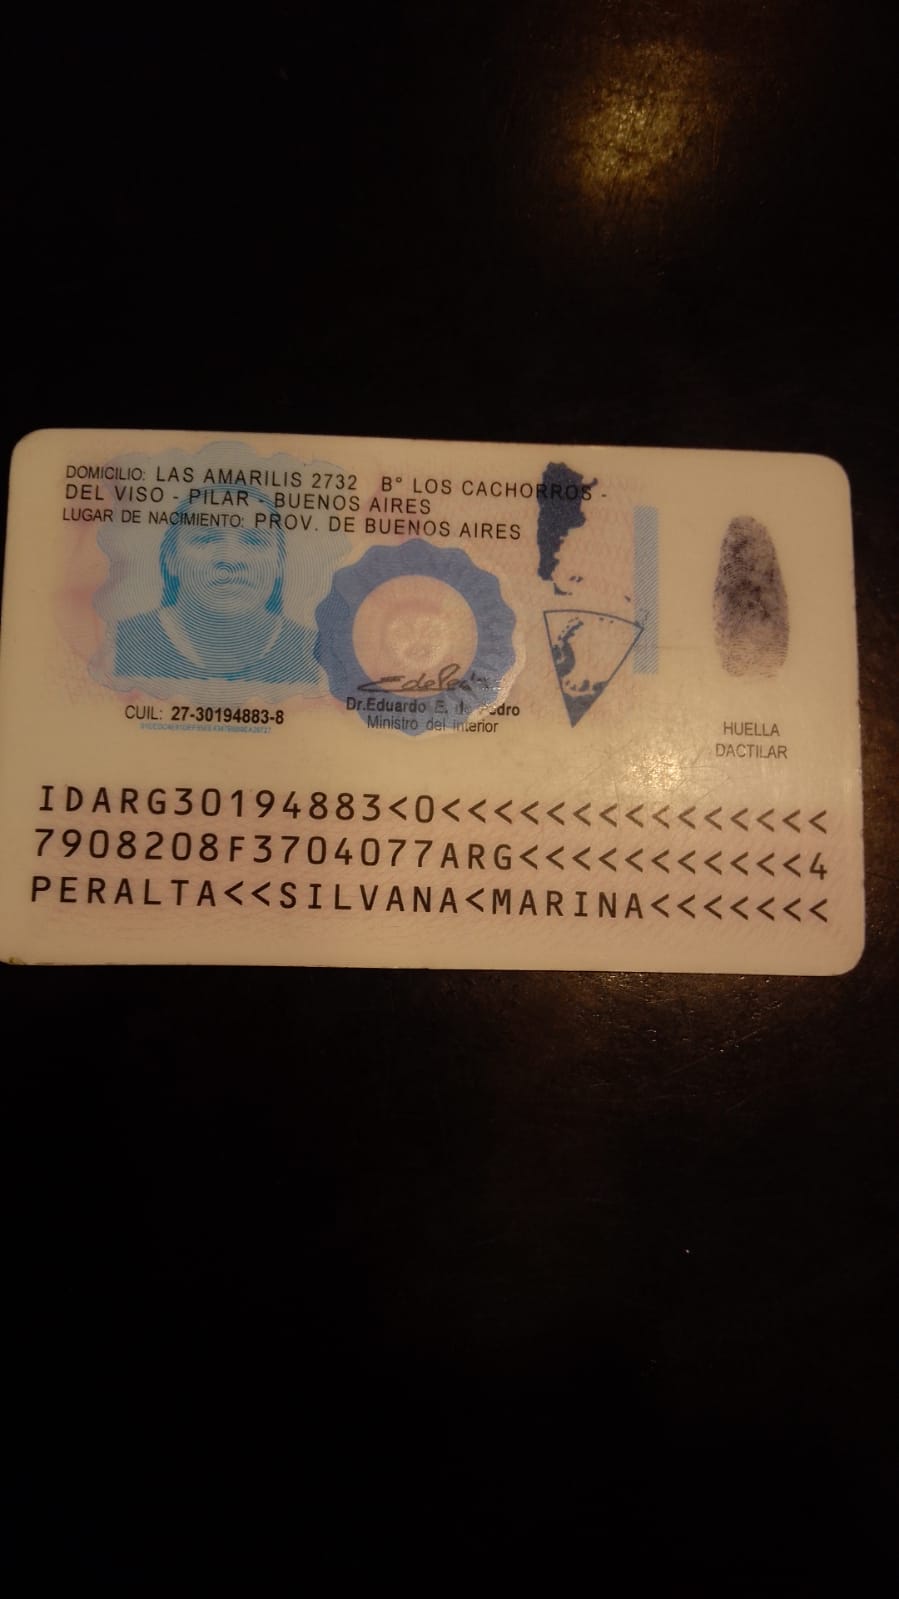 DOMICILIO: LAS AMARILIS 2732 B° LOS CACHORROS -
DEL VISO - PILAR - BUENOS AIRES
LUGAR DE NACIMIENTO: PROV. DE BUENOS AIRES
CUIL: 27-30194883-8
Dr.Eduardo E. de Pedro
Ministro del Interior
HUELLA
DACTILAR
IDARG30194883<0<<<<<<<<<<<<<<<
7908208F3704077ARG<<<<<<<<<<<4
PERALTA<<SILVANA<MARINA<<<<<<<